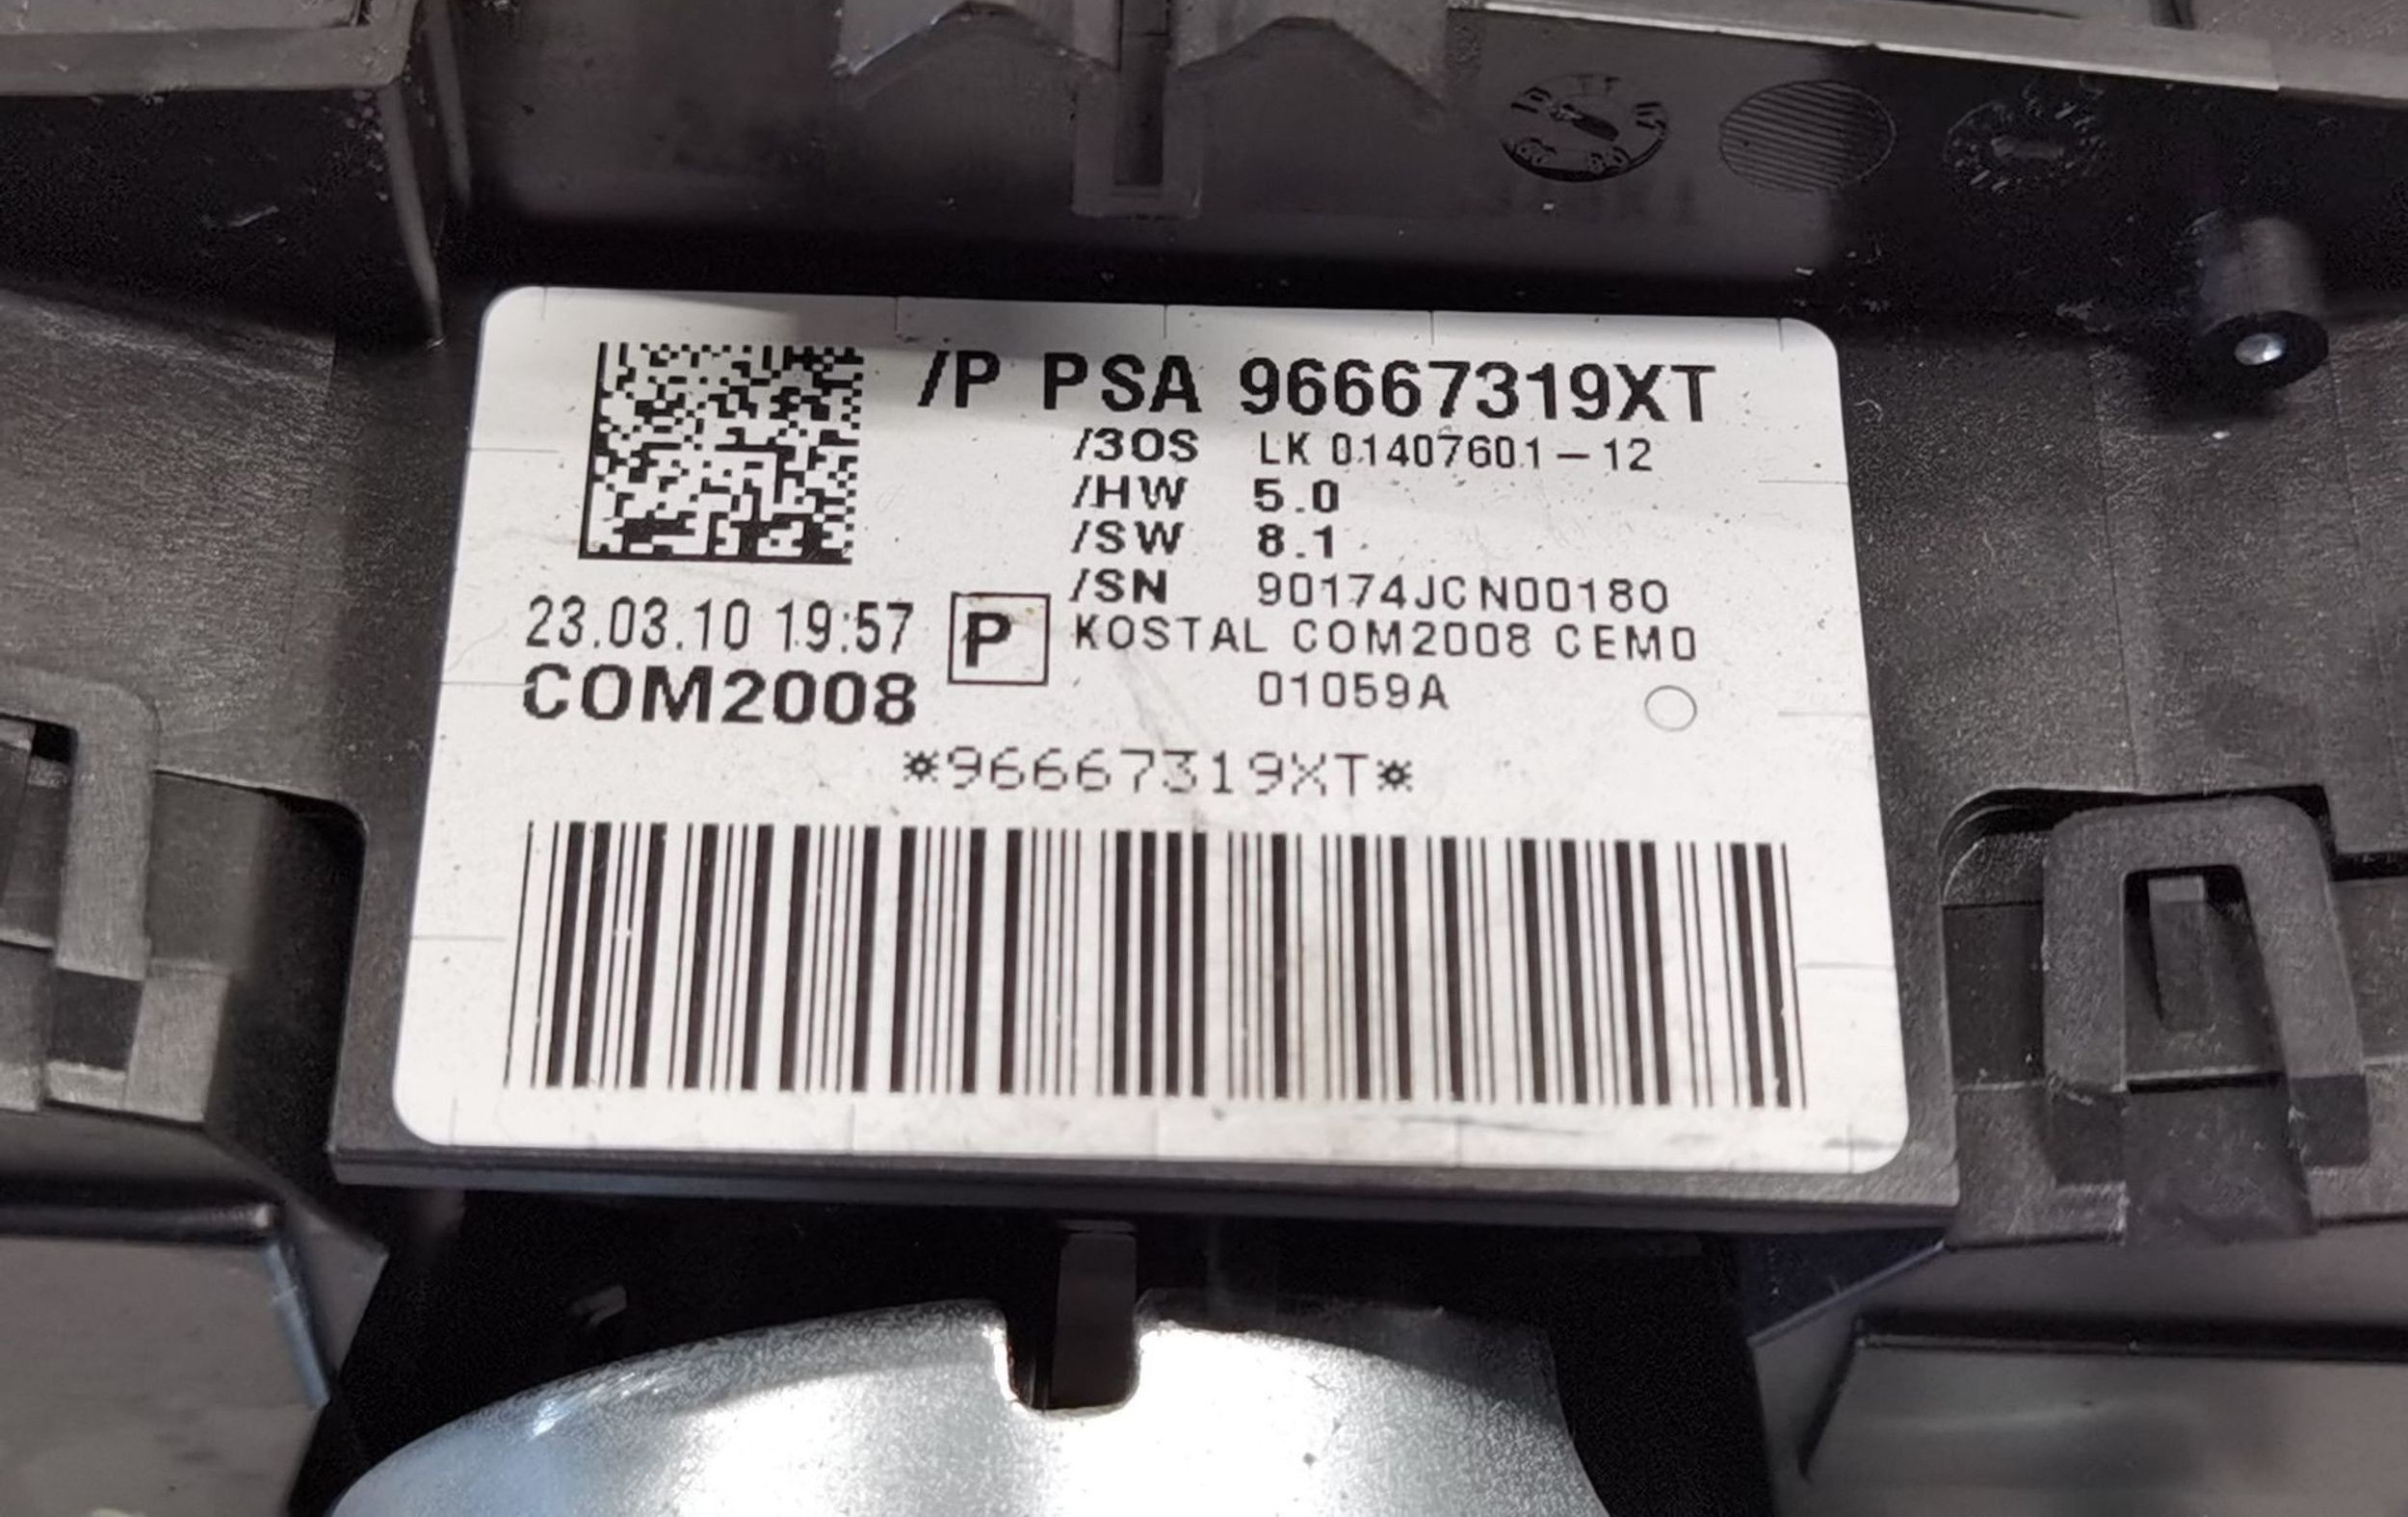 /P PSA 96667319XT
/3OS LK 01407601-12
/HW 5.0
/SW 8.1
/SN 90174JCN00180
23.03.10 19:57 P KOSTAL COM2008 CEM0
COM2008 01059A
*96667319XT*